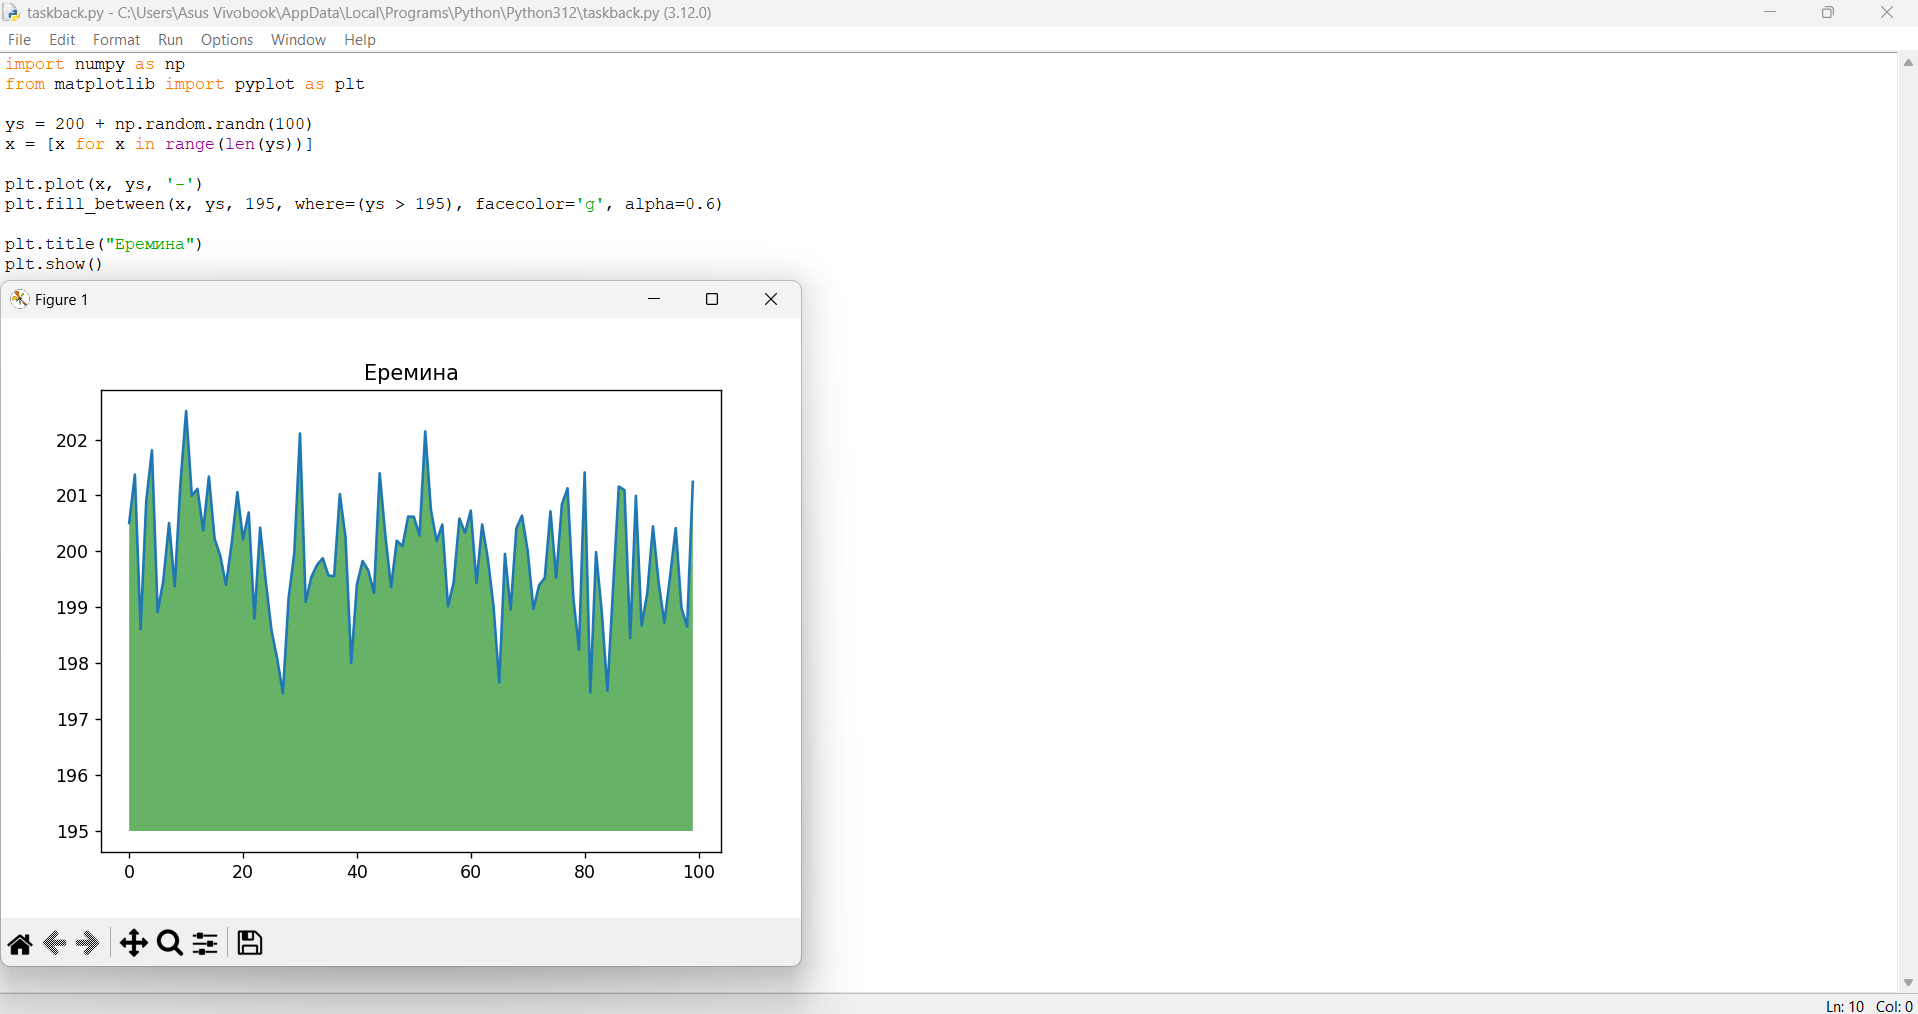 taskback.py - C:\Users\Asus Vivobook\AppData\Local\Programs\Python\Python312\taskback.py (3.12.0)
File Edit Format Run Options Window Help
import numpy as np
from matplotlib import pyplot as plt
ys = 200 + np.random.randn(100)
x = [x for x in range(len(ys))]
plt.plot(x, ys, '-')
plt.fill_between(x, ys, 195, where=(ys > 195), facecolor='g', alpha=0.6)
plt.title("Еремина")
plt.show()
Figure 1
Еремина
202
201
200
199
198
197
196
195
0 20 40 60 80 100
Ln: 10 Col: 0